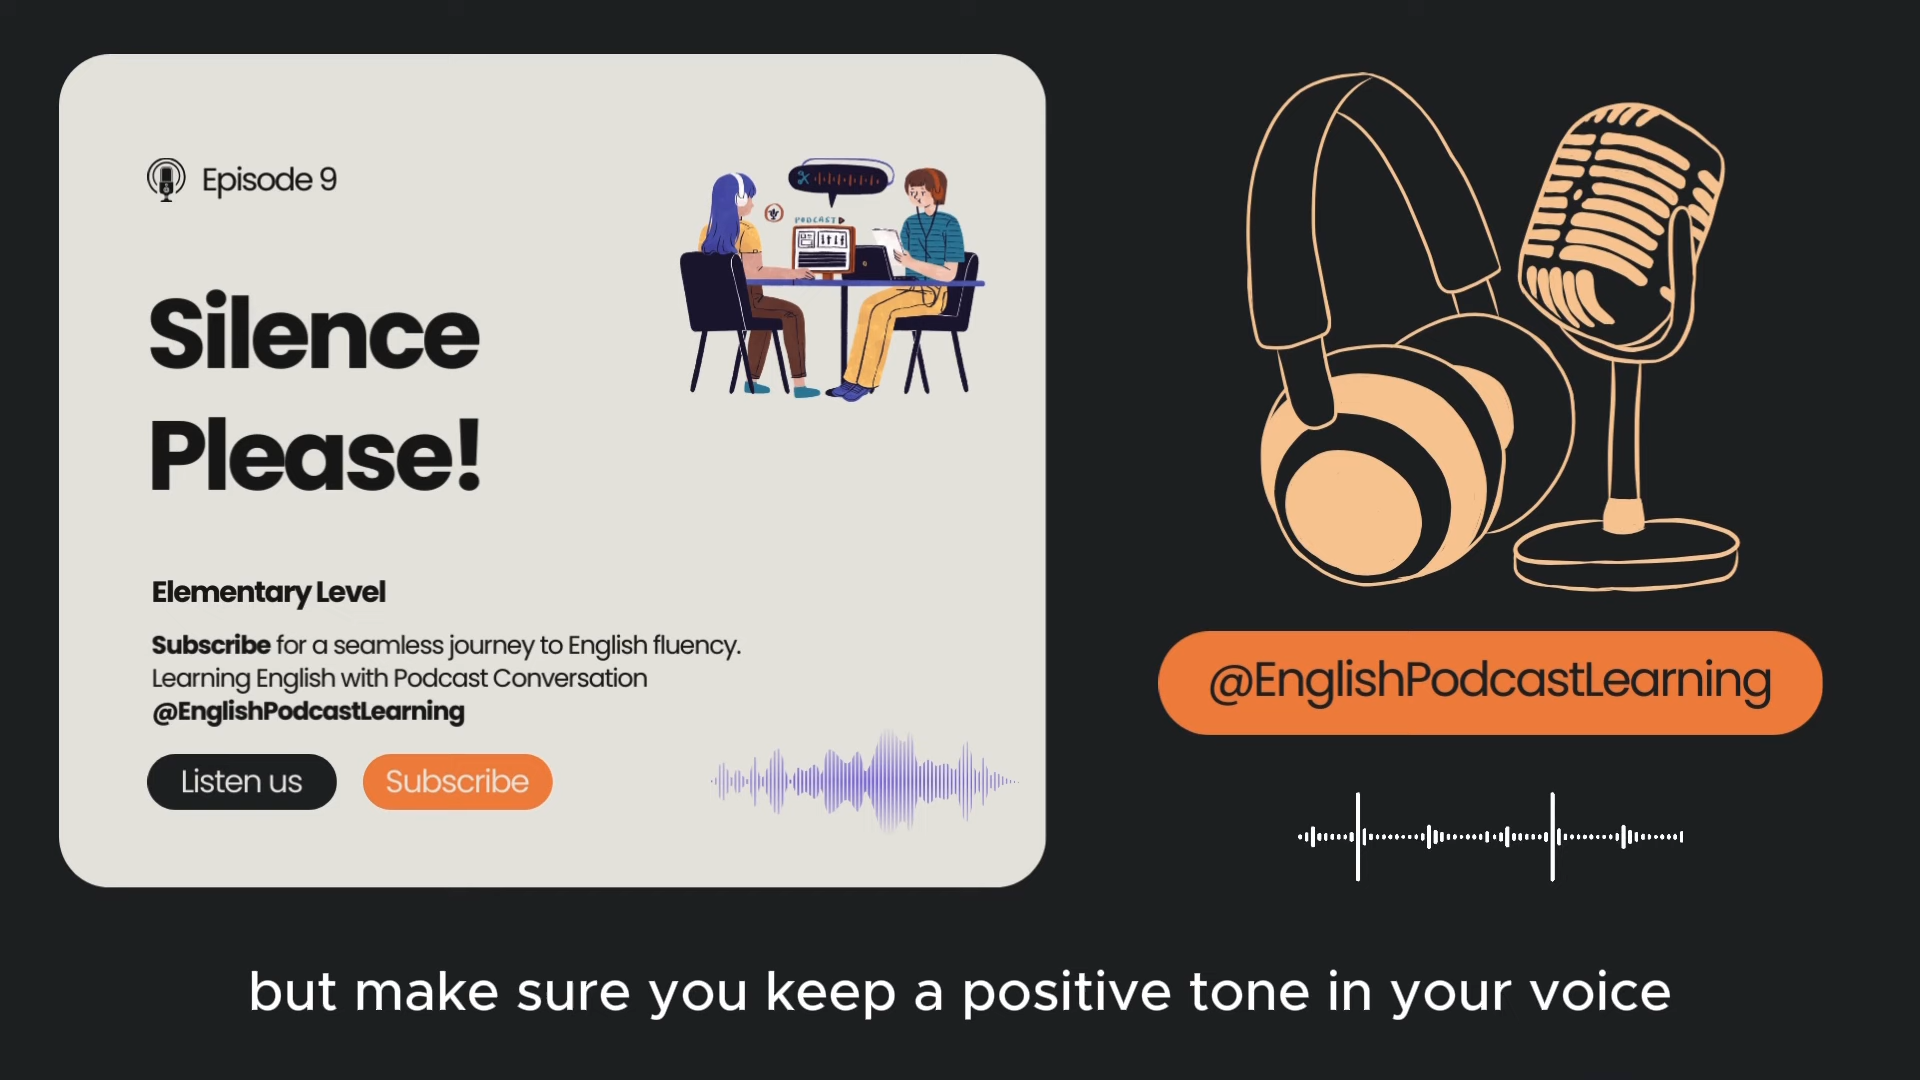 Episode 9
PODCAST
Silence
Please!
Elementary Level
Subscribe for a seamless journey to English fluency.
Learning English with Podcast Conversation
@EnglishPodcastLearning
Listen us
Subscribe
@EnglishPodcastLearning
but make sure you keep a positive tone in your voice